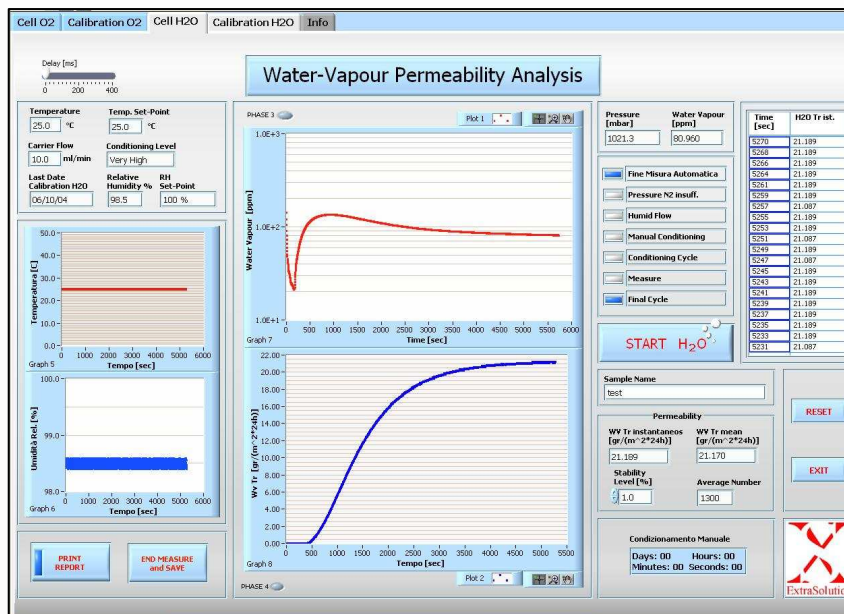 Cell O2 Calibration O2 Cell H2O Calibration H2O Info
Delay [ms]
0 200 400
Water-Vapour Permeability Analysis
Temperature Temp. Set-Point
25.0 °C 25.0 °C
Carrier Flow Conditioning Level
10.0 ml/min Very High
Last Date Relative RH
Calibration H2O Humidity % Set-Point
06/10/04 98.5 100 %
50.0
40.0
30.0
20.0
10.0
0.0
Temperatura [C]
0 1000 2000 3000 4000 5000 6000
Graph 5 Tempo [sec]
100.0
99.0
98.0
Umidità Rel. [%]
0 1000 2000 3000 4000 5000 6000
Graph 6 Tempo [sec]
PRINT
REPORT
END MEASURE
and SAVE
PHASE 3 Plot 1
1.0E+3
1.0E+2
1.0E+1
Water Vapour [ppm]
0 500 1000 1500 2000 2500 3000 3500 4000 4500 5000 5500 6000
Graph 7 Time [sec]
22.00
20.00
18.00
16.00
14.00
12.00
10.00
8.00
6.00
4.00
2.00
0.00
Wv Tr [gr/(m^2*24h)]
0 500 1000 1500 2000 2500 3000 3500 4000 4500 5000 5500
Graph 8 Tempo [sec]
PHASE 4 Plot 2
Pressure Water Vapour
[mbar] [ppm]
1021.3 80.960
Fine Misura Automatica
Pressure N2 insuff.
Humid Flow
Manual Conditioning
Conditioning Cycle
Measure
Final Cycle
START H2O
Time H2O Tr ist.
[sec]
5270 21.189
5268 21.189
5266 21.189
5264 21.189
5261 21.189
5259 21.189
5257 21.087
5255 21.189
5253 21.189
5251 21.087
5249 21.189
5247 21.087
5245 21.189
5243 21.189
5241 21.189
5239 21.189
5237 21.189
5235 21.189
5233 21.189
5231 21.087
Sample Name
test
Permeability
WV Tr instantaneos WV Tr mean
[gr/(m^2*24h)] [gr/(m^2*24h)]
21.189 21.170
Stability
Level [%] Average Number
1.0 1300
RESET
EXIT
Condizionamento Manuale
Days: 00 Hours: 00
Minutes: 00 Seconds: 00